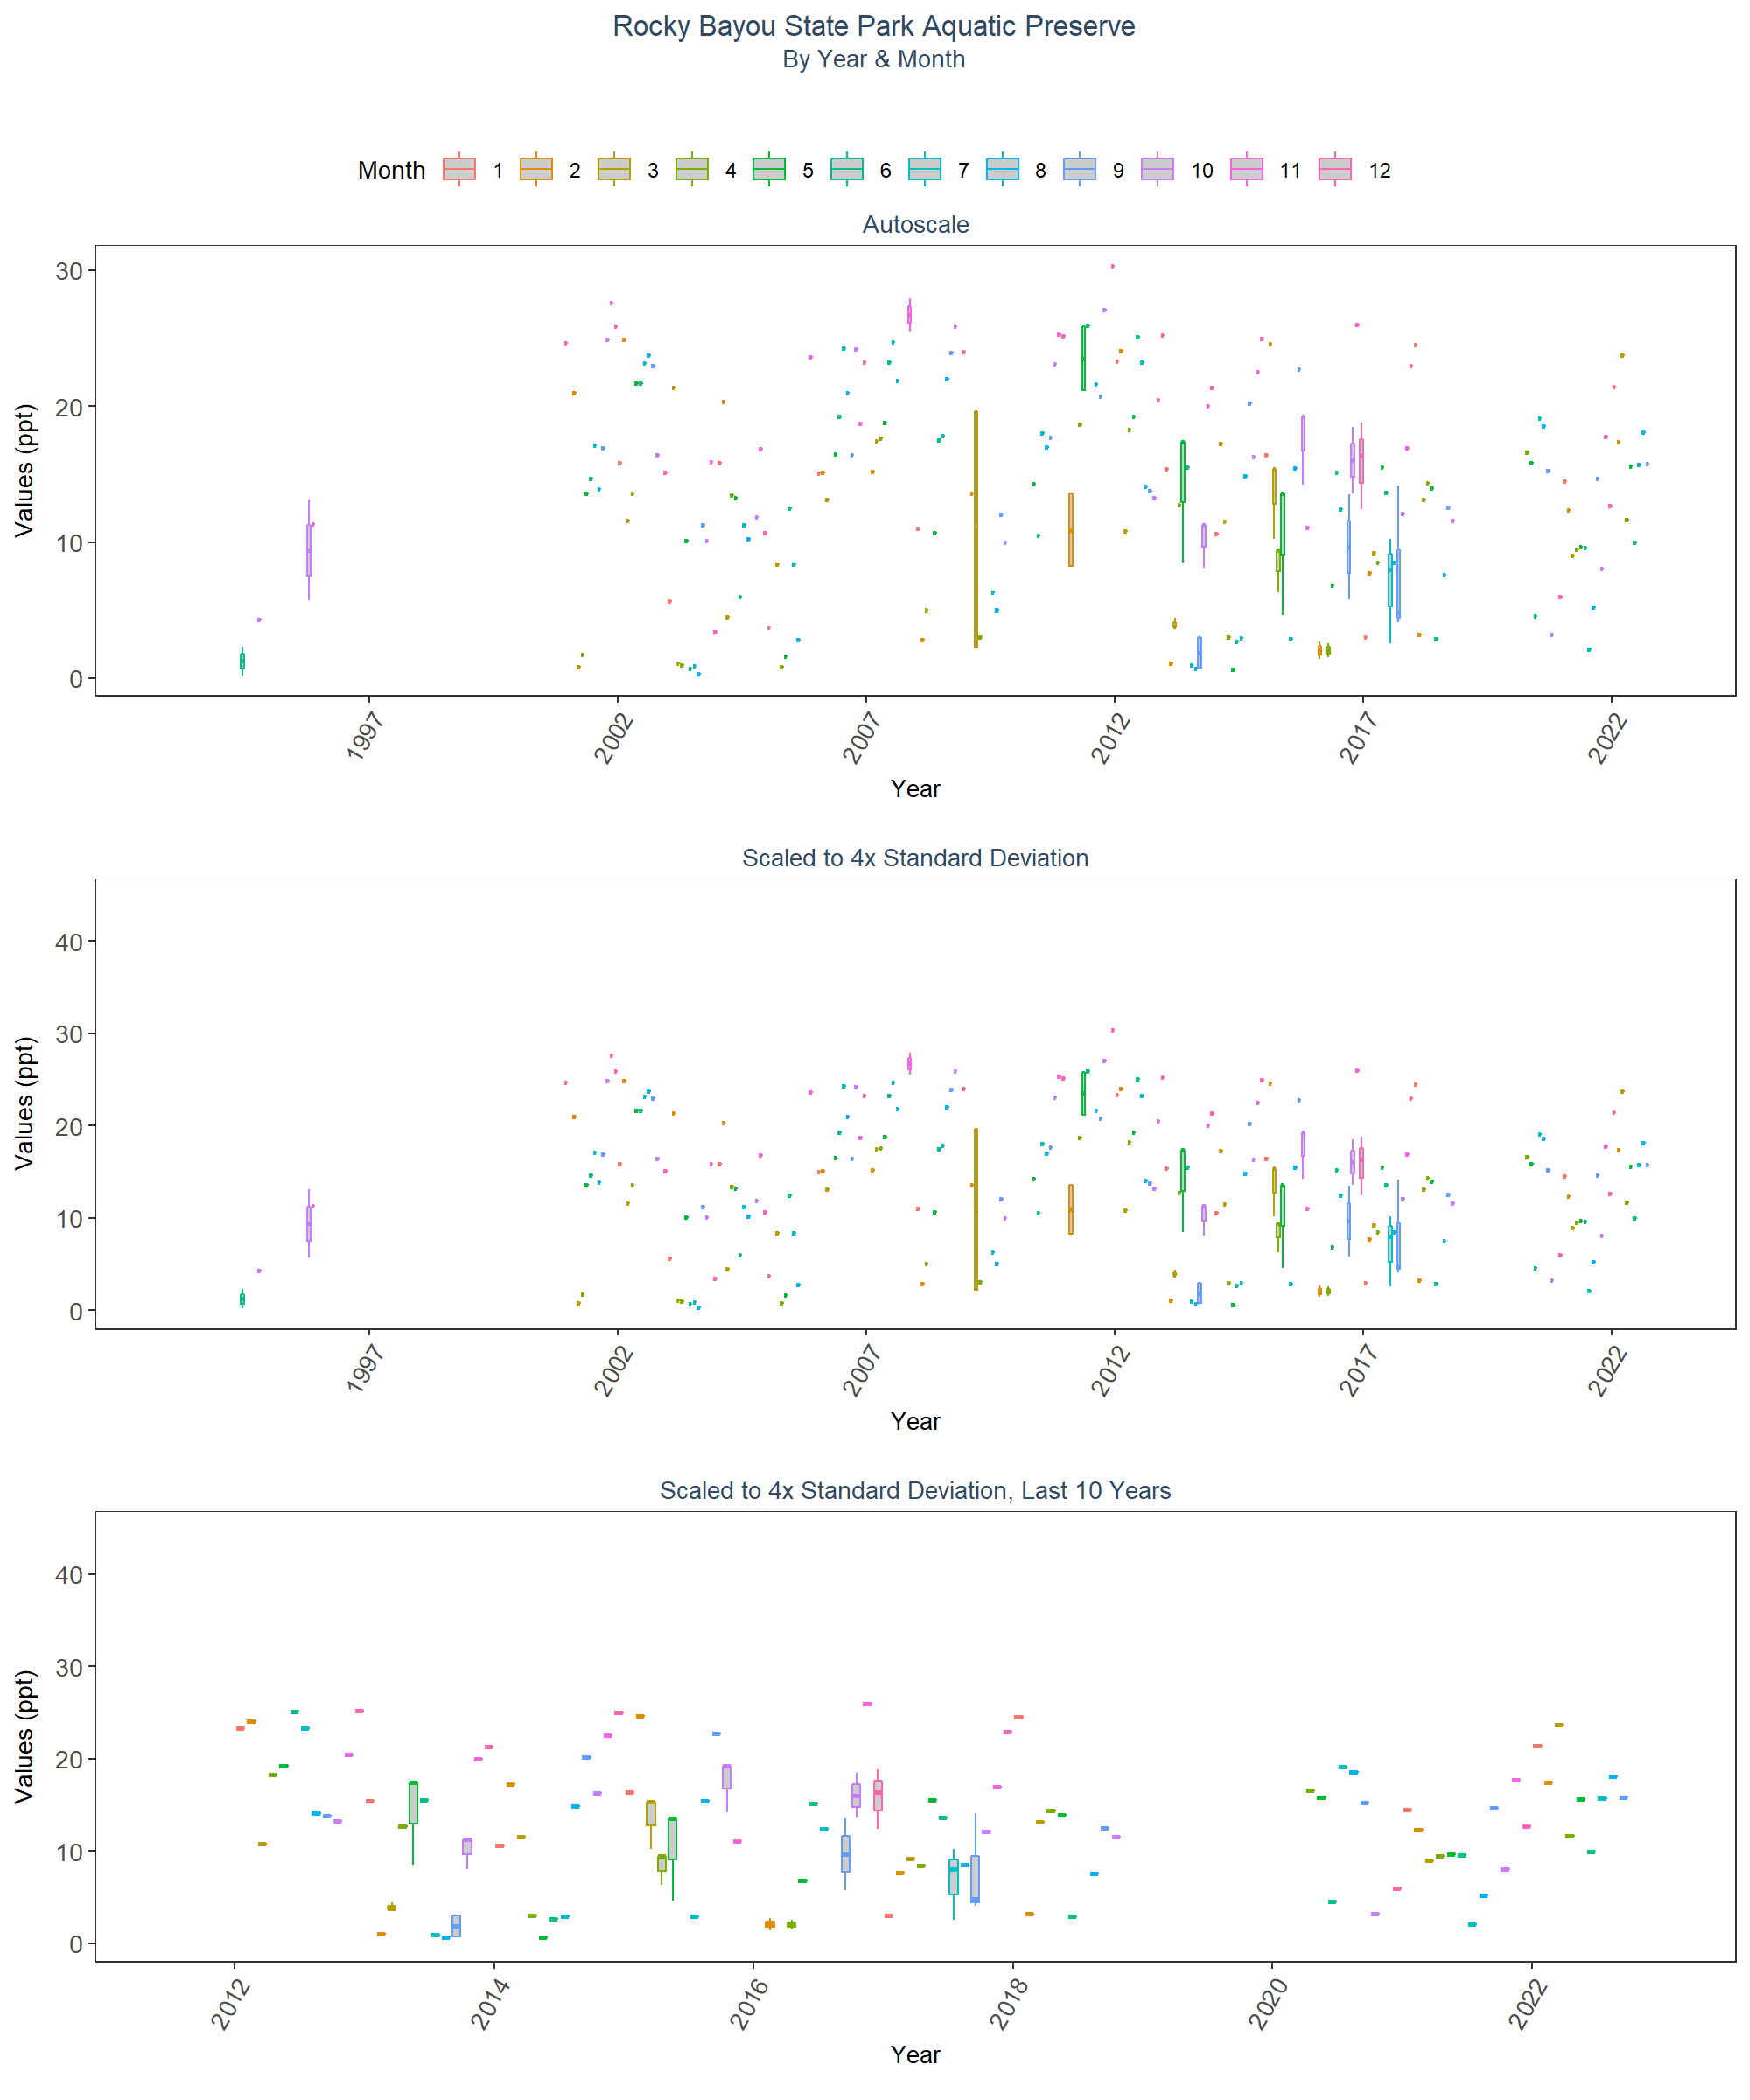 Rocky Bayou State Park Aquatic Preserve
By Year & Month
Month 1 2 3 4 5 6 7 8 9 10 11 12
Autoscale
30
20
10
0
Values (ppt)
1997 2002 2007 2012 2017 2022
Year
Scaled to 4x Standard Deviation
40
30
20
10
0
Values (ppt)
1997 2002 2007 2012 2017 2022
Year
Scaled to 4x Standard Deviation, Last 10 Years
40
30
20
10
0
Values (ppt)
2012 2014 2016 2018 2020 2022
Year